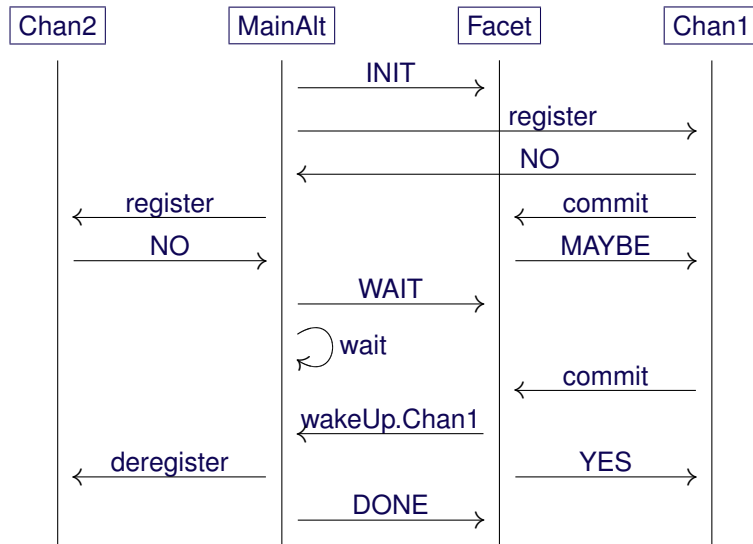 Chan2 MainAlt Facet Chan1
INIT
register
NO
register commit
NO MAYBE
WAIT
wait
commit
wakeUp.Chan1
deregister YES
DONE